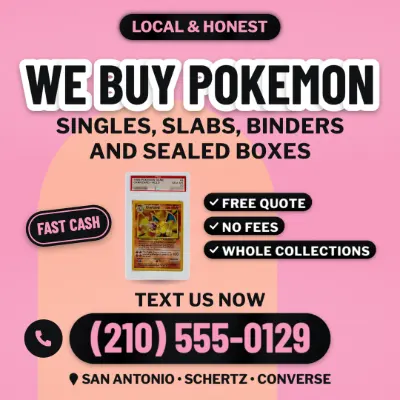 LOCAL & HONEST
WE BUY POKEMON
SINGLES, SLABS, BINDERS
AND SEALED BOXES
FAST CASH
FREE QUOTE
NO FEES
WHOLE COLLECTIONS
TEXT US NOW
(210) 555-0129
SAN ANTONIO • SCHERTZ • CONVERSE